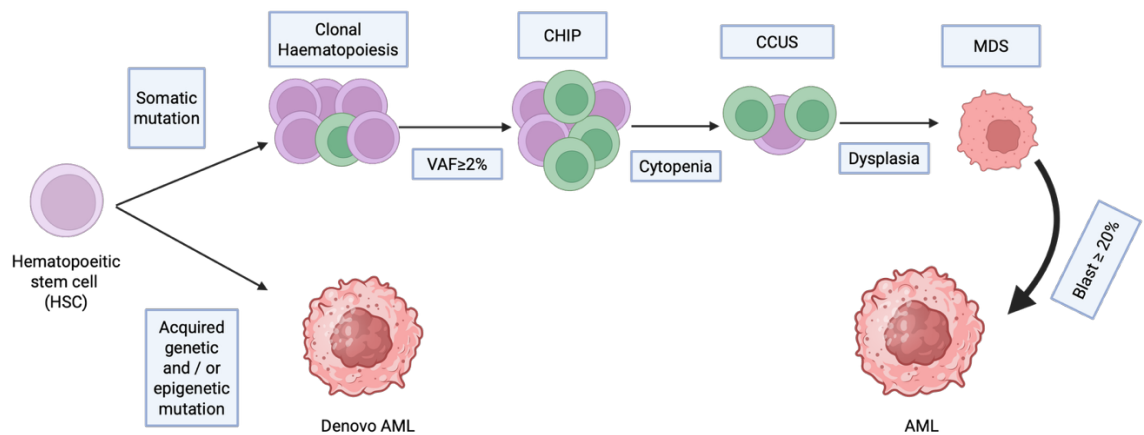 Clonal
Haematopoiesis
CHIP
CCUS
MDS
Somatic
mutation
VAF≥2%
Cytopenia
Dysplasia
Hematopoeitic
stem cell
(HSC)
Blast ≥ 20%
Acquired
genetic
and / or
epigenetic
mutation
Denovo AML
AML